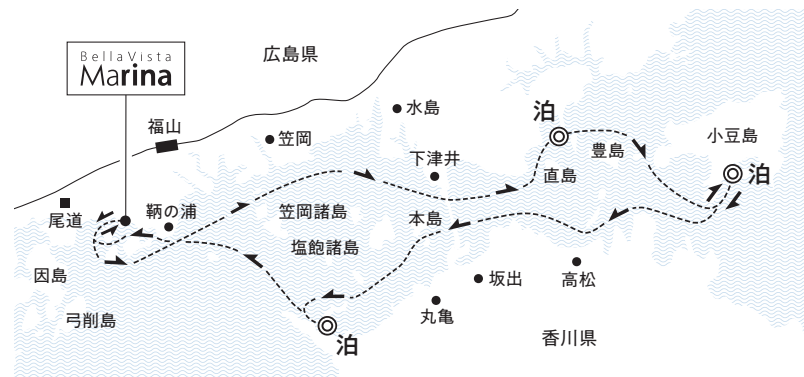 BellaVista
Marina
広島県
福山
笠岡
水島
下津井
泊
直島
豊島
小豆島
泊
尾道
鞆の浦
笠岡諸島
塩飽諸島
本島
因島
弓削島
泊
丸亀
坂出
高松
香川県